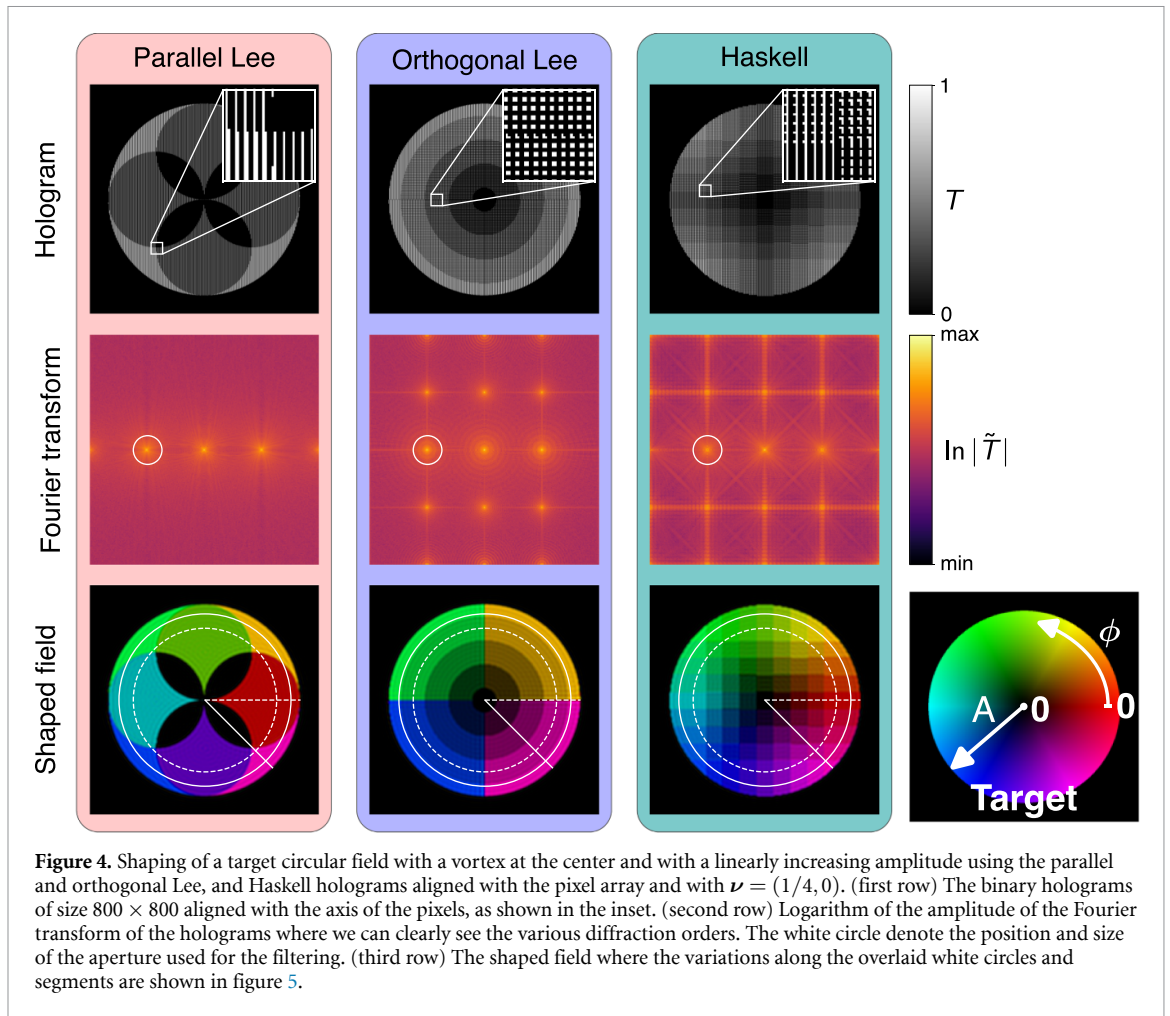 Parallel Lee
Orthogonal Lee
Haskell
Hologram
1
T
0
Fourier transform
max
ln |T̃|
min
Shaped field
ϕ
A
0
0
Target
Figure 4. Shaping of a target circular field with a vortex at the center and with a linearly increasing amplitude using the parallel
and orthogonal Lee, and Haskell holograms aligned with the pixel array and with ν = (1/4, 0). (first row) The binary holograms
of size 800 × 800 aligned with the axis of the pixels, as shown in the inset. (second row) Logarithm of the amplitude of the Fourier
transform of the holograms where we can clearly see the various diffraction orders. The white circle denote the position and size
of the aperture used for the filtering. (third row) The shaped field where the variations along the overlaid white circles and
segments are shown in figure 5.